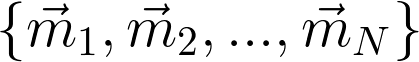 {m⃗₁, m⃗₂, ..., m⃗_N}